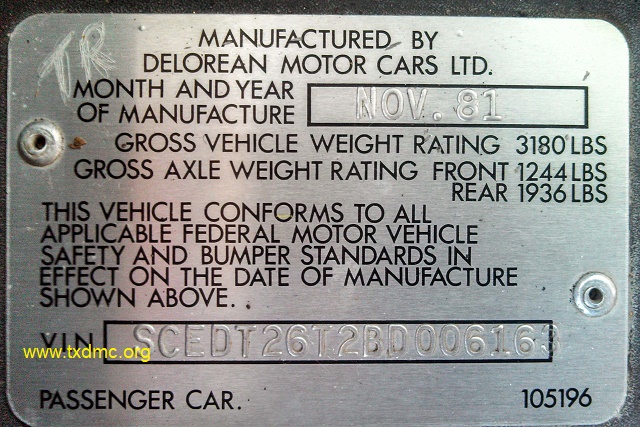 TR
MANUFACTURED BY
DELOREAN MOTOR CARS LTD.
MONTH AND YEAR
OF MANUFACTURE NOV. 81
GROSS VEHICLE WEIGHT RATING 3180 LBS
GROSS AXLE WEIGHT RATING FRONT 1244 LBS
REAR 1936 LBS
THIS VEHICLE CONFORMS TO ALL
APPLICABLE FEDERAL MOTOR VEHICLE
SAFETY AND BUMPER STANDARDS IN
EFFECT ON THE DATE OF MANUFACTURE
SHOWN ABOVE.
VIN SCEDT26T2BD006163
www.txdmc.org
PASSENGER CAR. 105196